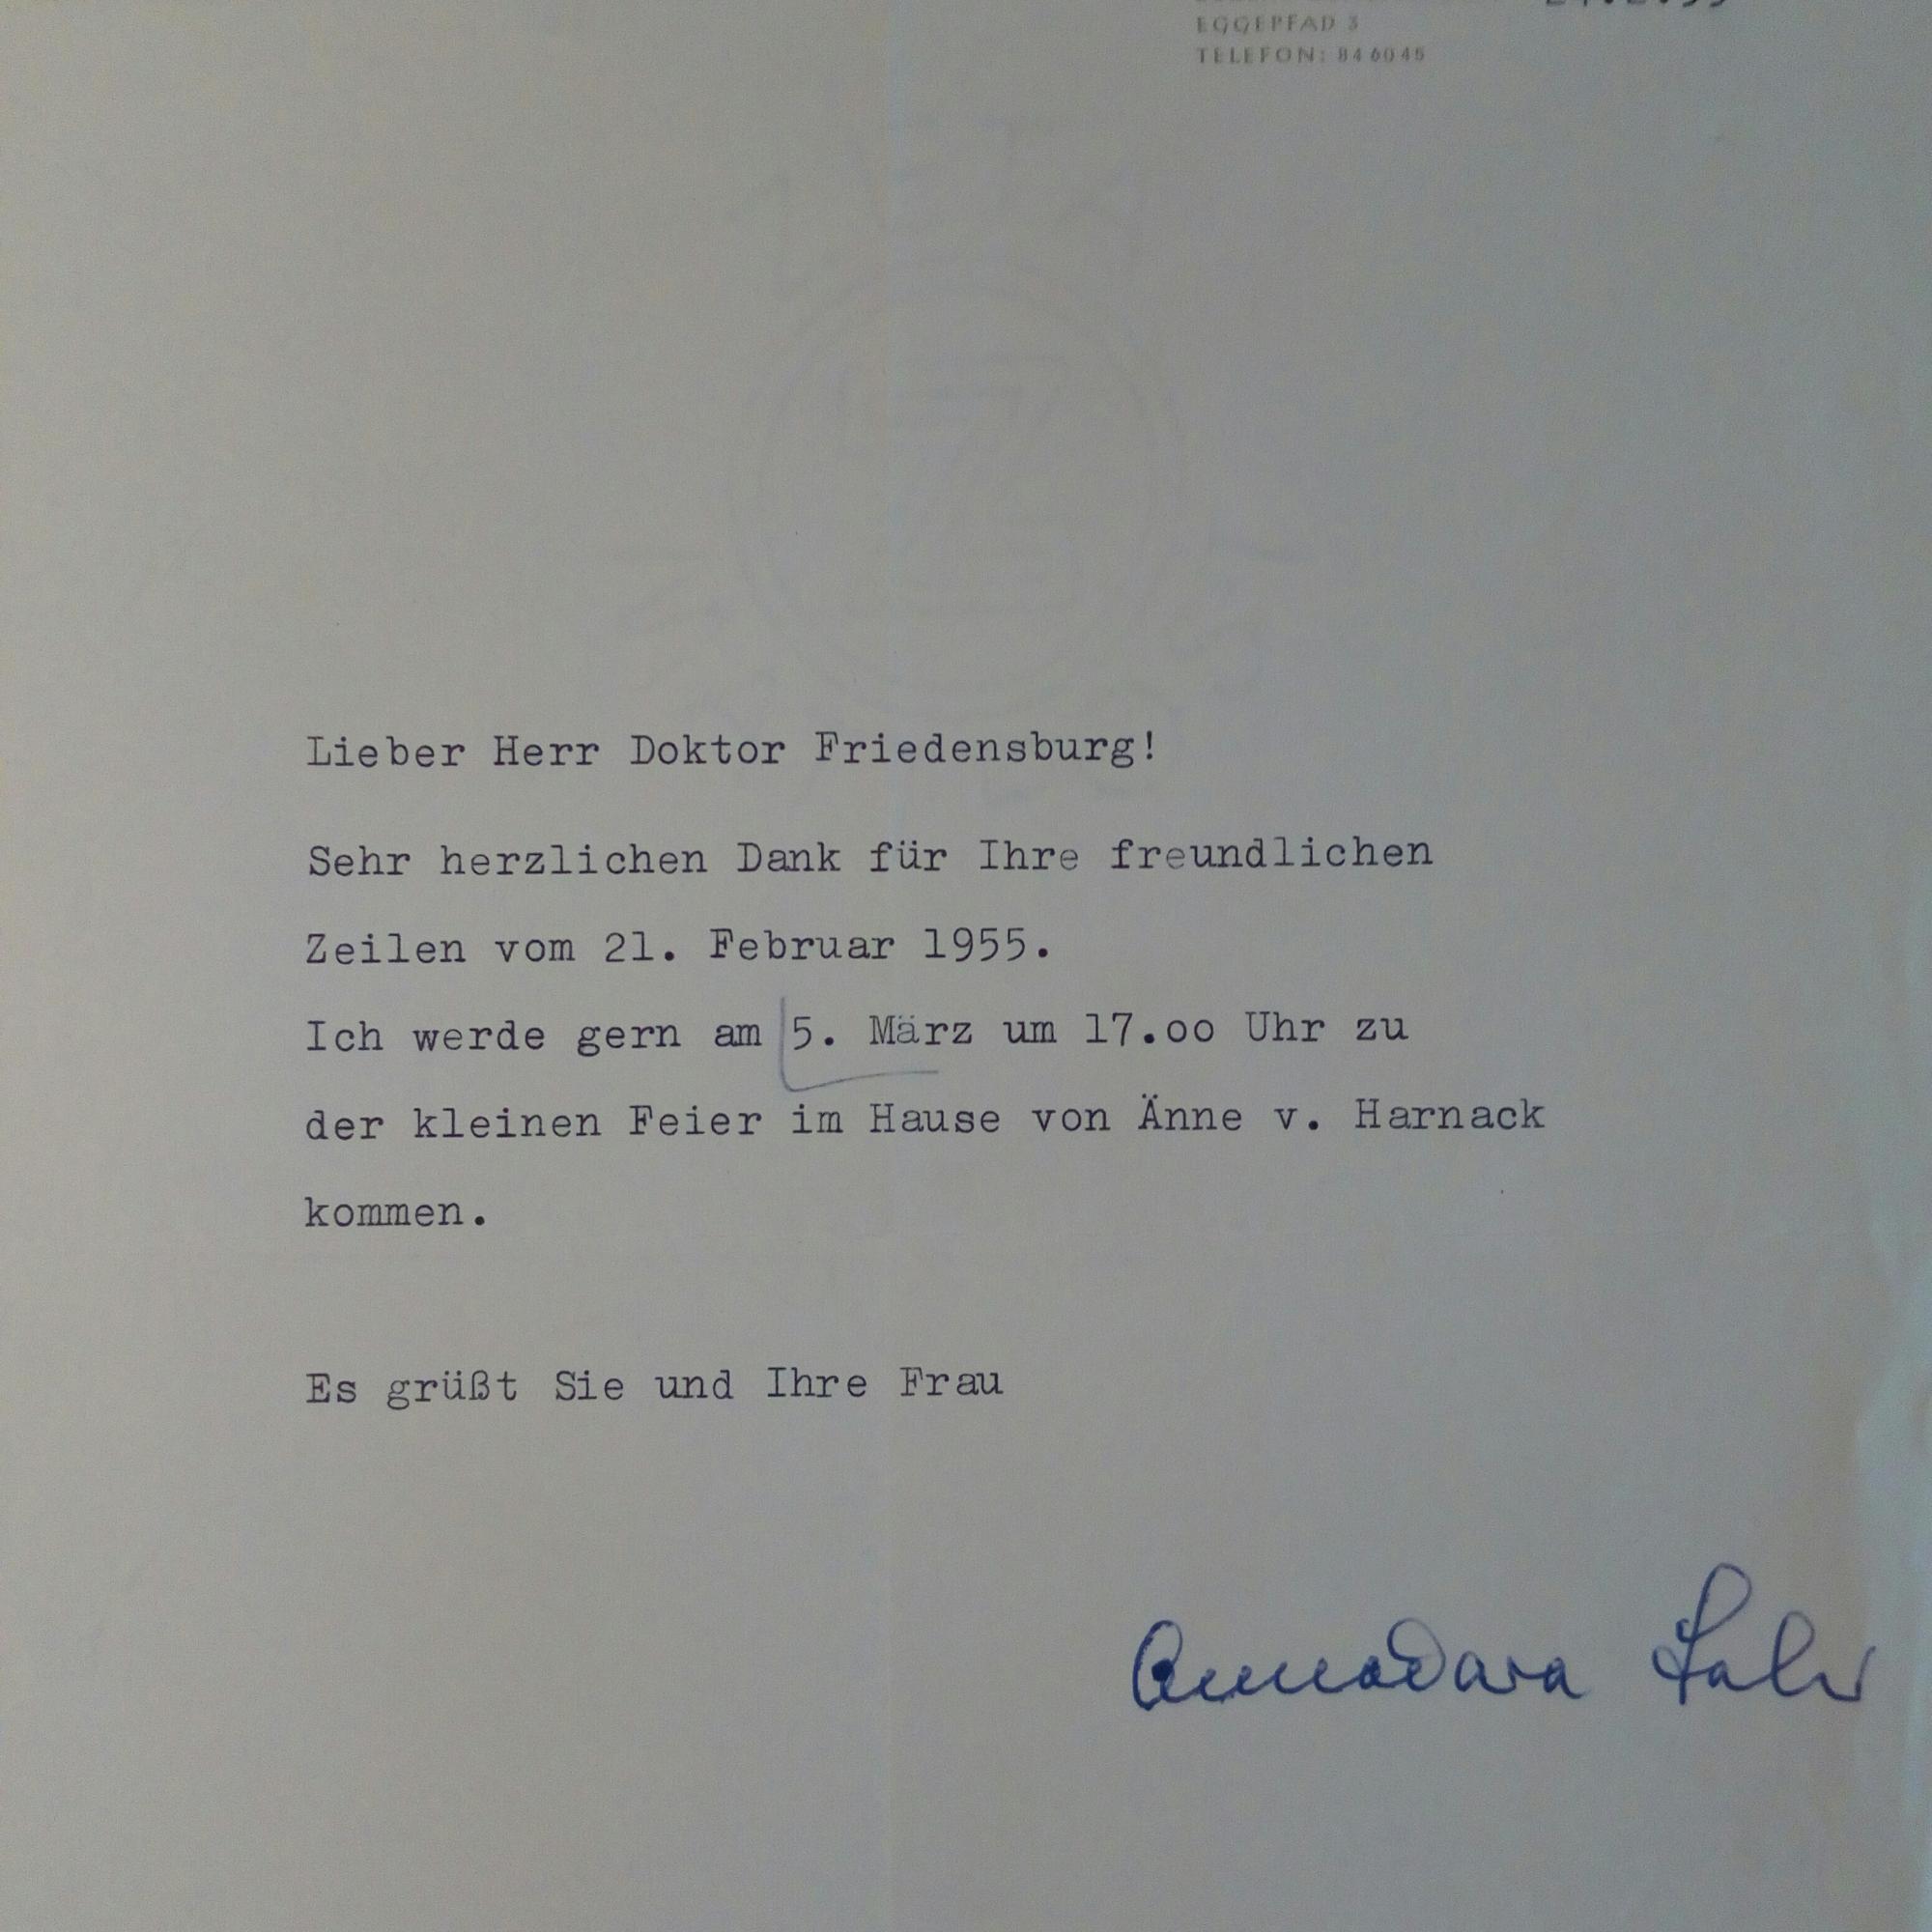 EGGEPFAD 3
TELEFON: 84 60 45
Lieber Herr Doktor Friedensburg!
Sehr herzlichen Dank für Ihre freundlichen
Zeilen vom 21. Februar 1955.
Ich werde gern am 5. März um 17.oo Uhr zu
der kleinen Feier im Hause von Änne v. Harnack
kommen.
Es grüßt Sie und Ihre Frau